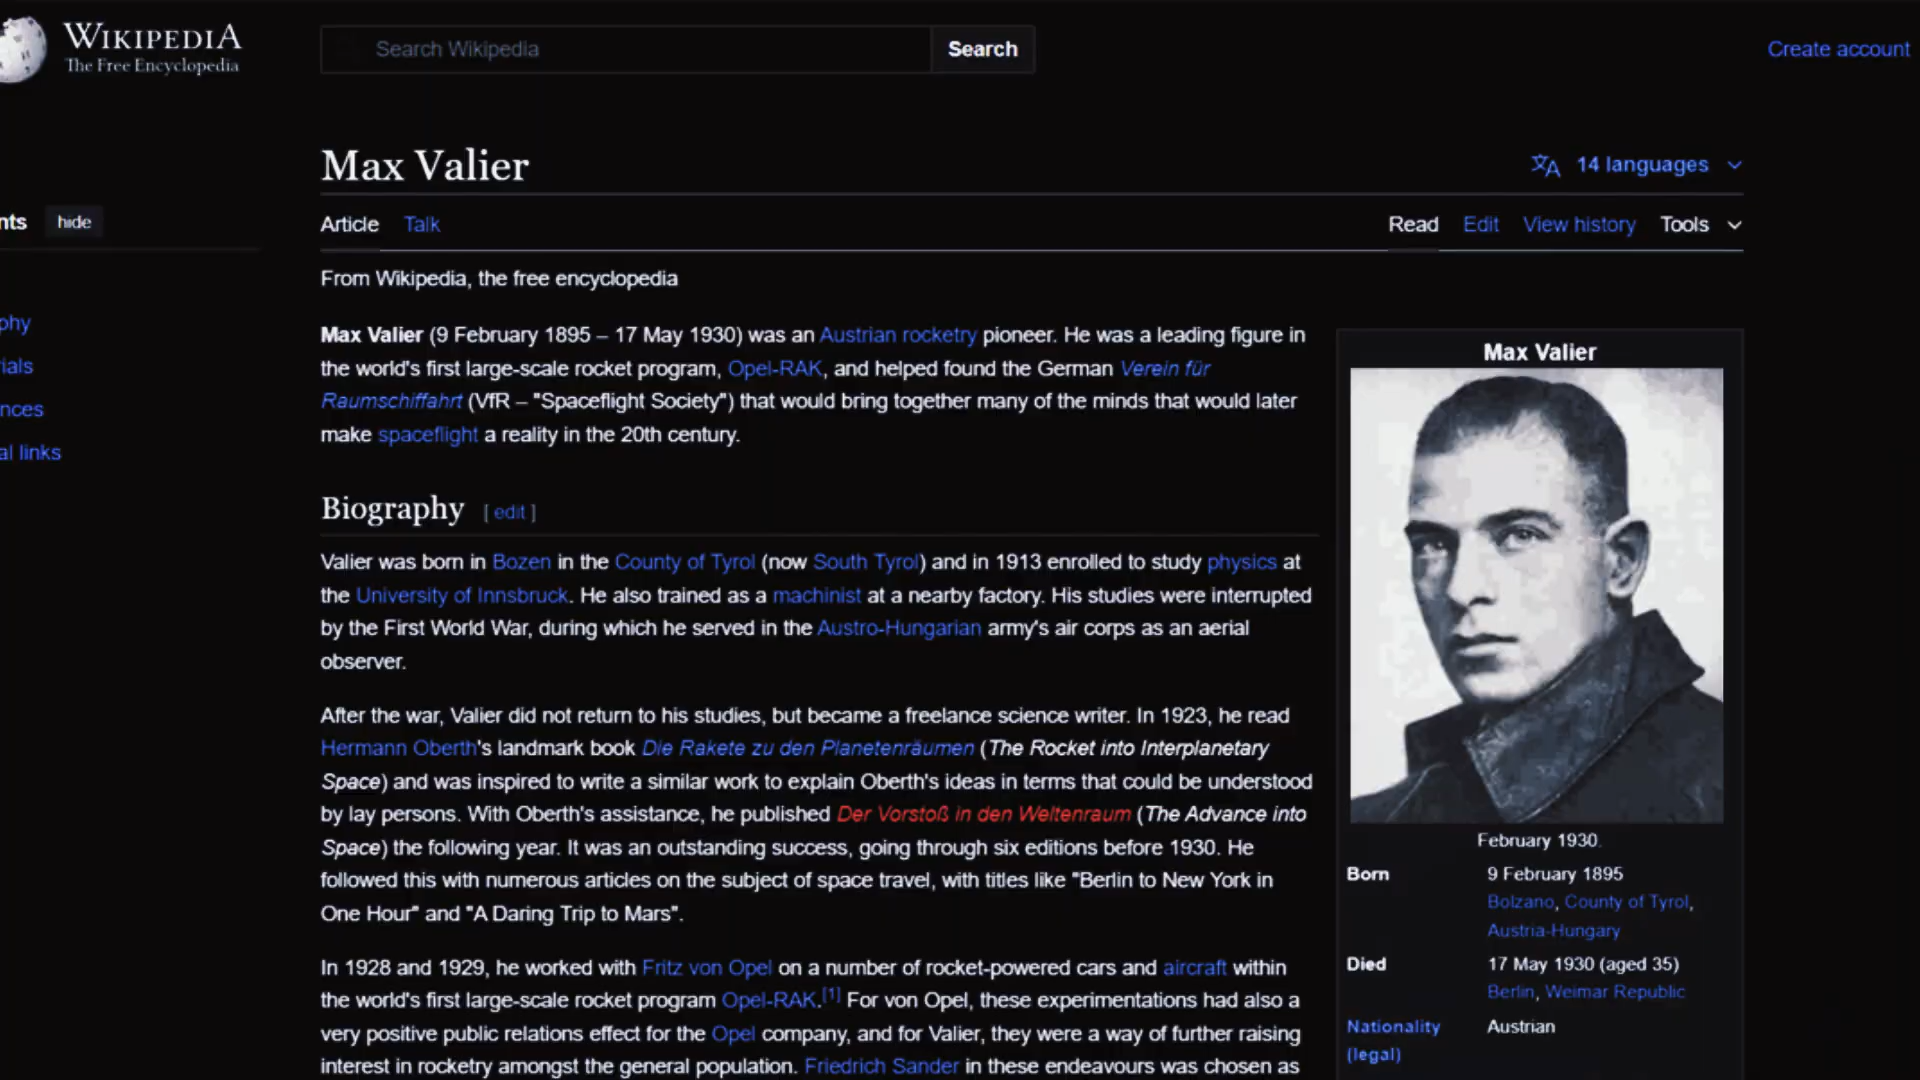 WIKIPEDIA
The Free Encyclopedia
Search Wikipedia
Search
Create account
Max Valier
14 languages
nts
hide
Article
Talk
Read
Edit
View history
Tools
From Wikipedia, the free encyclopedia
phy
ials
nces
al links
Max Valier (9 February 1895 – 17 May 1930) was an Austrian rocketry pioneer. He was a leading figure in
the world's first large-scale rocket program, Opel-RAK, and helped found the German Verein für
Raumschiffahrt (VfR – "Spaceflight Society") that would bring together many of the minds that would later
make spaceflight a reality in the 20th century.
Biography [ edit ]
Valier was born in Bozen in the County of Tyrol (now South Tyrol) and in 1913 enrolled to study physics at
the University of Innsbruck. He also trained as a machinist at a nearby factory. His studies were interrupted
by the First World War, during which he served in the Austro-Hungarian army's air corps as an aerial
observer.
After the war, Valier did not return to his studies, but became a freelance science writer. In 1923, he read
Hermann Oberth's landmark book Die Rakete zu den Planetenräumen (The Rocket into Interplanetary
Space) and was inspired to write a similar work to explain Oberth's ideas in terms that could be understood
by lay persons. With Oberth's assistance, he published Der Vorstoß in den Weltenraum (The Advance into
Space) the following year. It was an outstanding success, going through six editions before 1930. He
followed this with numerous articles on the subject of space travel, with titles like "Berlin to New York in
One Hour" and "A Daring Trip to Mars".
In 1928 and 1929, he worked with Fritz von Opel on a number of rocket-powered cars and aircraft within
the world's first large-scale rocket program Opel-RAK.[1] For von Opel, these experimentations had also a
very positive public relations effect for the Opel company, and for Valier, they were a way of further raising
interest in rocketry amongst the general population. Friedrich Sander in these endeavours was chosen as
Max Valier
February 1930.
Born
9 February 1895
Bolzano, County of Tyrol,
Austria-Hungary
Died
17 May 1930 (aged 35)
Berlin, Weimar Republic
Nationality
(legal)
Austrian